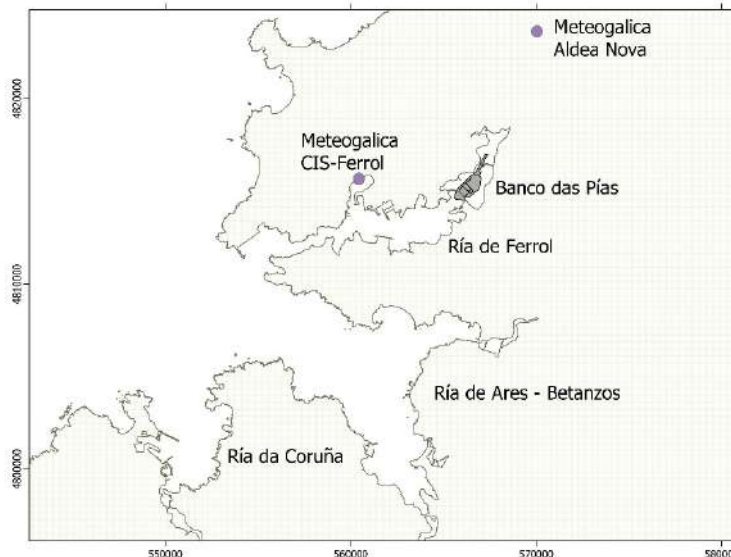 Meteogalica
Aldea Nova
4820000
Meteogalica
CIS-Ferrol
Banco das Pías
Ría de Ferrol
4810000
Ría de Ares - Betanzos
Ría da Coruña
4800000
550000
560000
570000